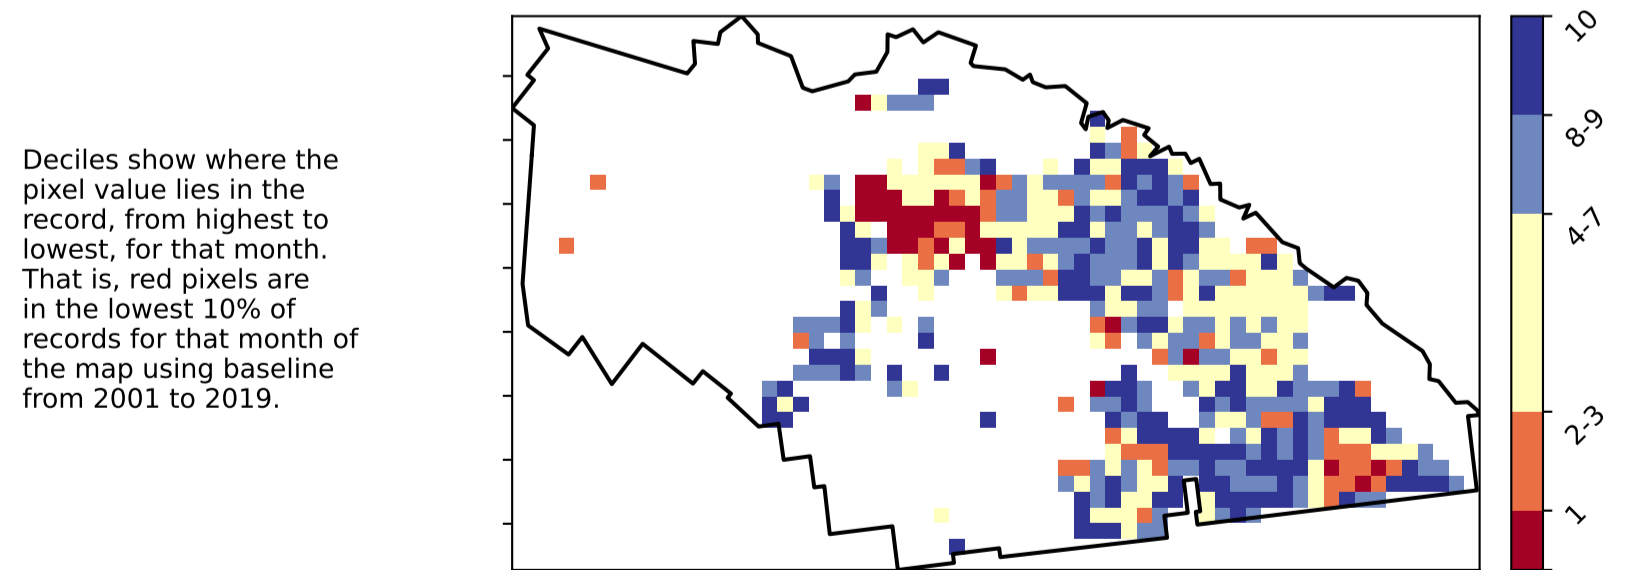 Deciles show where the
pixel value lies in the
record, from highest to
lowest, for that month.
That is, red pixels are
in the lowest 10% of
records for that month of
the map using baseline
from 2001 to 2019.
10
8-9
4-7
2-3
1